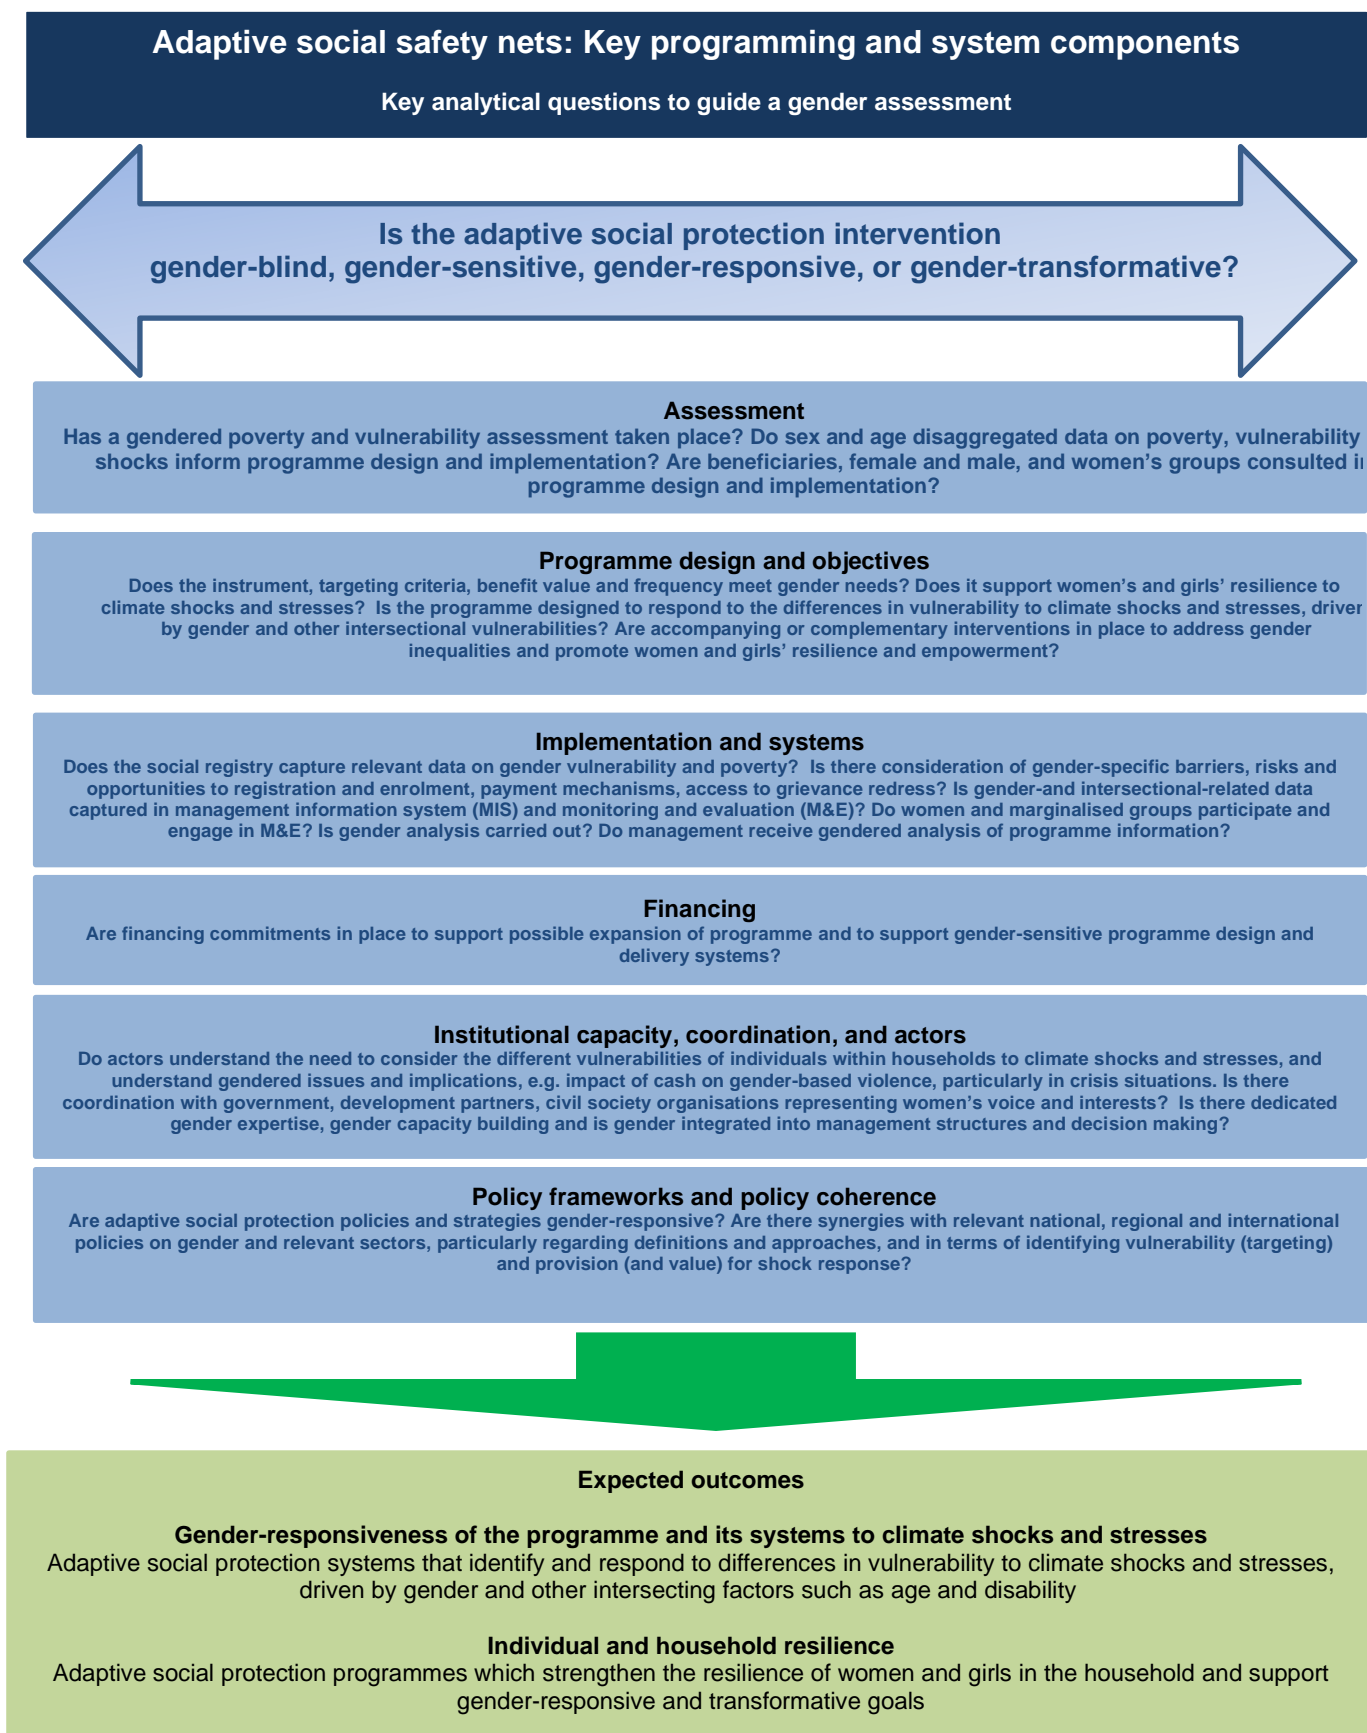 Adaptive social safety nets: Key programming and system components
Key analytical questions to guide a gender assessment
Is the adaptive social protection intervention
gender-blind, gender-sensitive, gender-responsive, or gender-transformative?
Assessment
Has a gendered poverty and vulnerability assessment taken place? Do sex and age disaggregated data on poverty, vulnerability
shocks inform programme design and implementation? Are beneficiaries, female and male, and women’s groups consulted
programme design and implementation?
Programme design and objectives
Does the instrument, targeting criteria, benefit value and frequency meet gender needs? Does it support women’s and girls’ resilience to
climate shocks and stresses?  Is the programme designed to respond to the differences in vulnerability to climate shocks and stresses,
by gender and other intersectional vulnerabilities? Are accompanying or complementary interventions in place to address gender
inequalities and promote women and girls’ resilience and empowerment?
Implementation and systems
Does the social registry capture relevant data on gender vulnerability and poverty?  Is there consideration of gender-specific barriers, risks and
opportunities to registration and enrolment, payment mechanisms, access to grievance redress? Is gender-and intersectional-related data
captured in management information system (MIS) and monitoring and evaluation (M&E)? Do women and marginalised groups participate and
engage in M&E? Is gender analysis carried out? Do management receive gendered analysis of programme information?
Financing
Are financing commitments in place to support possible expansion of programme and to support gender-sensitive programme design and
delivery systems?
Institutional capacity, coordination, and actors
Do actors understand the need to consider the different vulnerabilities of individuals within households to climate shocks and stresses, and
understand gendered issues and implications, e.g. impact of cash on gender-based violence, particularly in crisis situations. Is there
coordination with government, development partners, civil society organisations representing women’s voice and interests?  Is there dedicated
gender expertise, gender capacity building and is gender integrated into management structures and decision making?
Policy frameworks and policy coherence
Are adaptive social protection policies and strategies gender-responsive? Are there synergies with relevant national, regional and international
policies on gender and relevant sectors, particularly regarding definitions and approaches, and in terms of identifying vulnerability (targeting)
and provision (and value) for shock response?
Expected outcomes
Gender-responsiveness of the programme and its systems to climate shocks and stresses
Adaptive social protection systems that identify and respond to differences in vulnerability to climate shocks and stresses,
driven by gender and other intersecting factors such as age and disability
Individual and household resilience
Adaptive social protection programmes which strengthen the resilience of women and girls in the household and support
gender-responsive and transformative goals